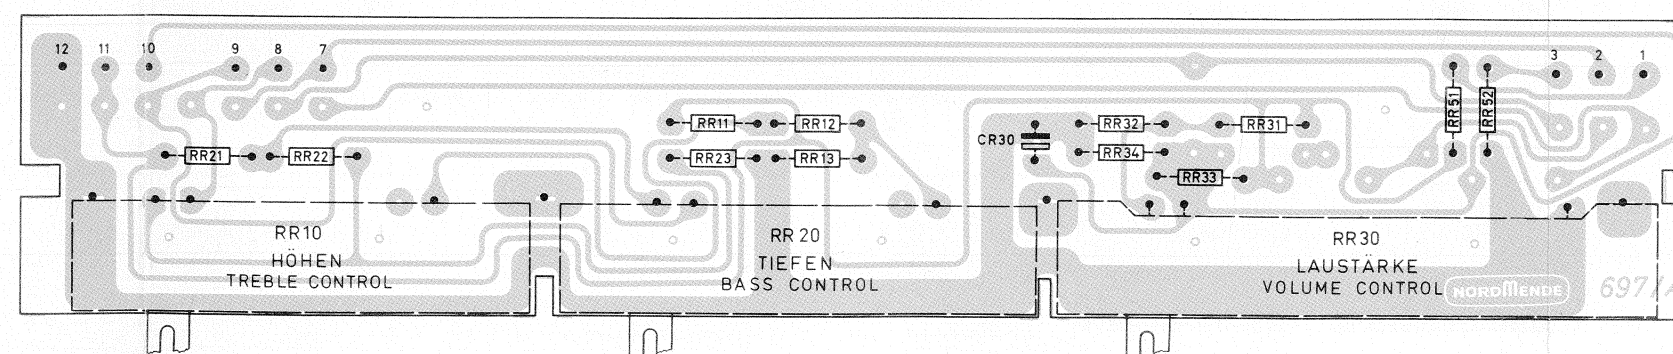 12 11 10 9 8 7 3 2 1
RR51 RR52
RR11 RR12 RR32 RR31
CR30
RR21 RR22 RR23 RR13 RR34
RR33
RR10
HÖHEN
TREBLE CONTROL
RR 20
TIEFEN
BASS CONTROL
RR30
LAUSTÄRKE
VOLUME CONTROL
NORDMENDE
697/A